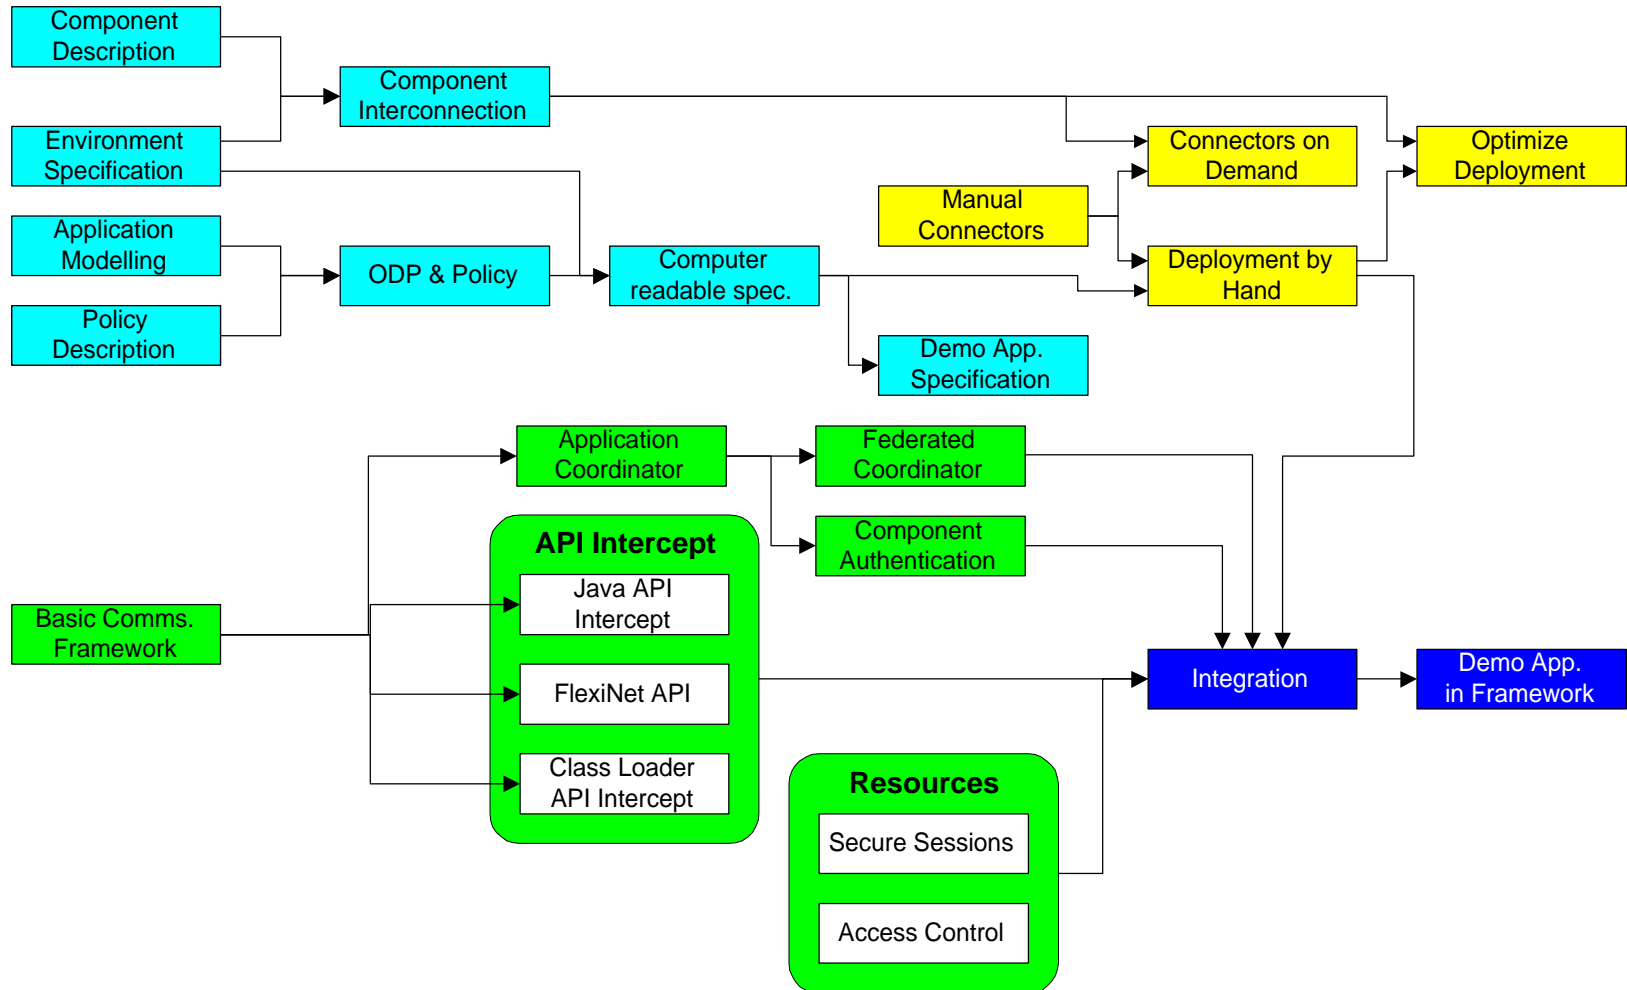 Component
Description
Component
Interconnection
Environment
Specification
Connectors on
Demand
Optimize
Deployment
Manual
Connectors
Application
Modelling
ODP & Policy
Computer
readable spec.
Deployment by
Hand
Policy
Description
Demo App.
Specification
Application
Coordinator
Federated
Coordinator
API Intercept
Component
Authentication
Java API
Intercept
Basic Comms.
Framework
FlexiNet API
Integration
Demo App.
in Framework
Class Loader
API Intercept
Resources
Secure Sessions
Access Control